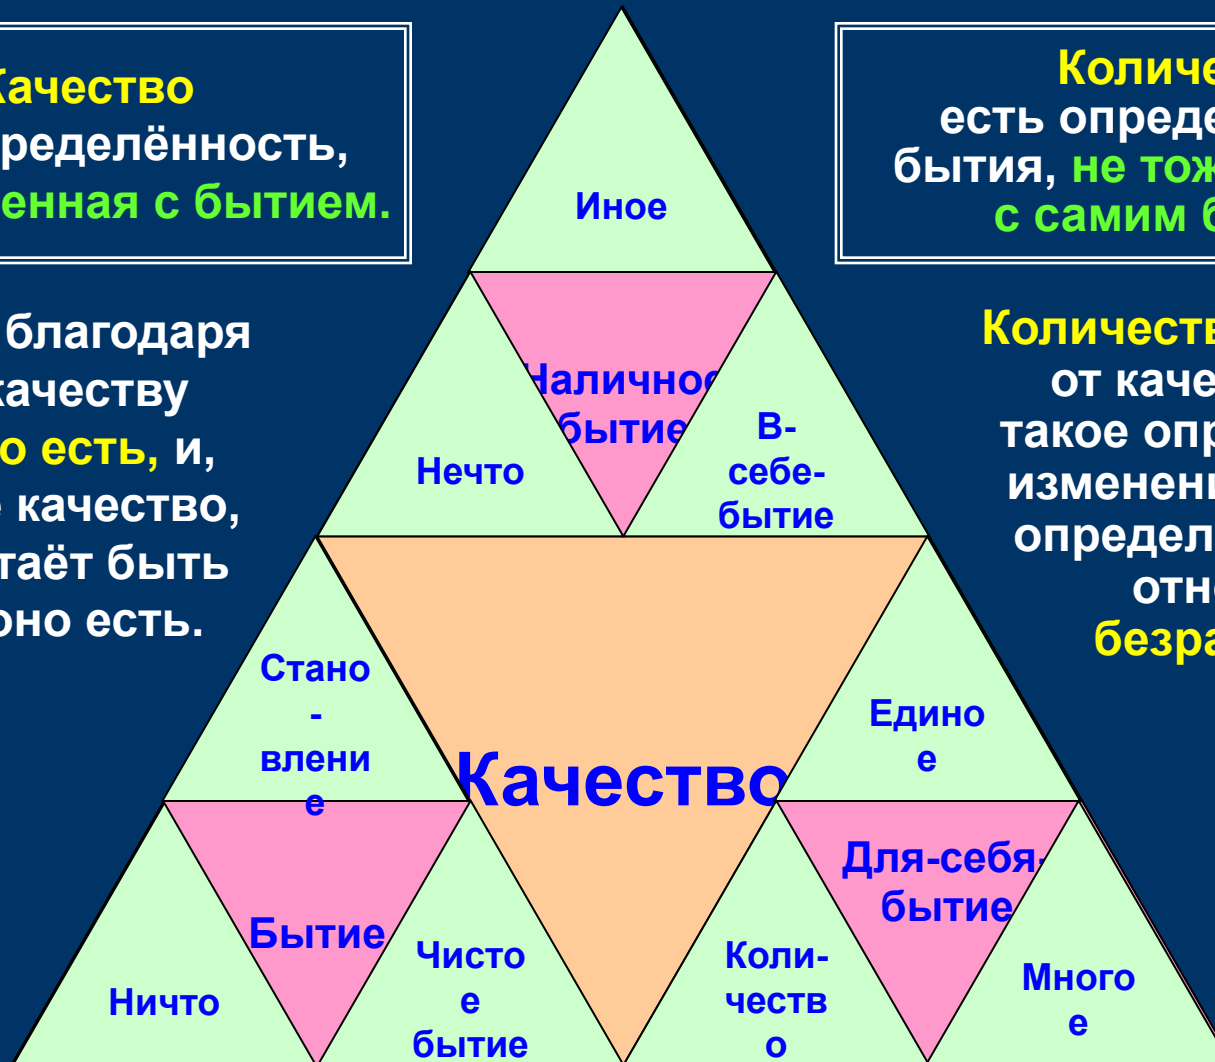 Качество
ределённость,
енная с бытием.
благодаря
качеству
о есть, и,
е качество,
таёт быть
оно есть.
Количе
есть опреде
бытия, не тож
с самим б
Количеств
от каче
такое опр
изменени
определ
отно
безра
Иное
Наличное
бытие
Нечто
В-
себе-
бытие
Стано
-
влени
е
Качество
Едино
е
Бытие
Для-себя-
бытие
Ничто
Чисто
е
бытие
Коли-
честв
о
Много
е